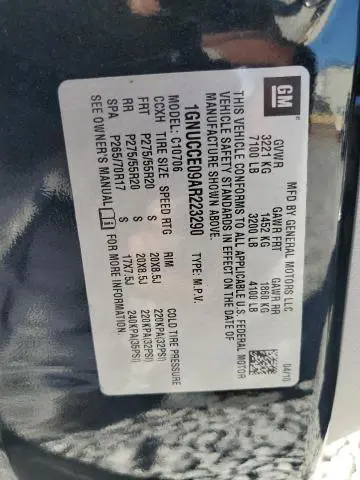 GM
MFD BY GENERAL MOTORS LLC
04/10
GVWR GAWR FRT GAWR RR
3221 KG 1452 KG 1860 KG
7100 LB 3200 LB 4100 LB
THIS VEHICLE CONFORMS TO ALL APPLICABLE U.S. FEDERAL MOTOR
VEHICLE SAFETY STANDARDS IN EFFECT ON THE DATE OF
MANUFACTURE SHOWN ABOVE.
1GNUCCE09AR223290 TYPE: M.P.V.
MODEL: C10706
CCXH TIRE SIZE SPEED RTG RIM COLD TIRE PRESSURE
FRT P275/55R20 S 20X8.5J 220KPA(32PSI)
RR P275/55R20 S 20X8.5J 220KPA(32PSI)
SPA P265/70R17 S 17X7.5J 240KPA(35PSI)
SEE OWNER'S MANUAL